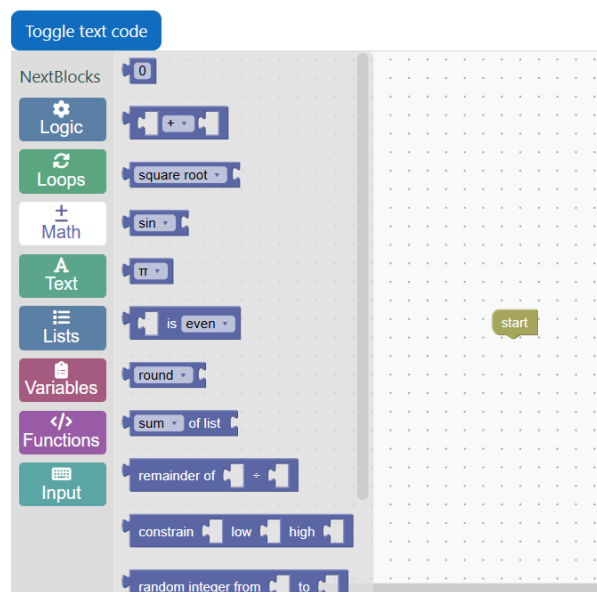 Toggle text code
NextBlocks
Logic
Loops
Math
Text
Lists
Variables
Functions
Input
0
+
square root
sin
π
is even
round
sum of list
remainder of ÷
constrain low high
random integer from to
start